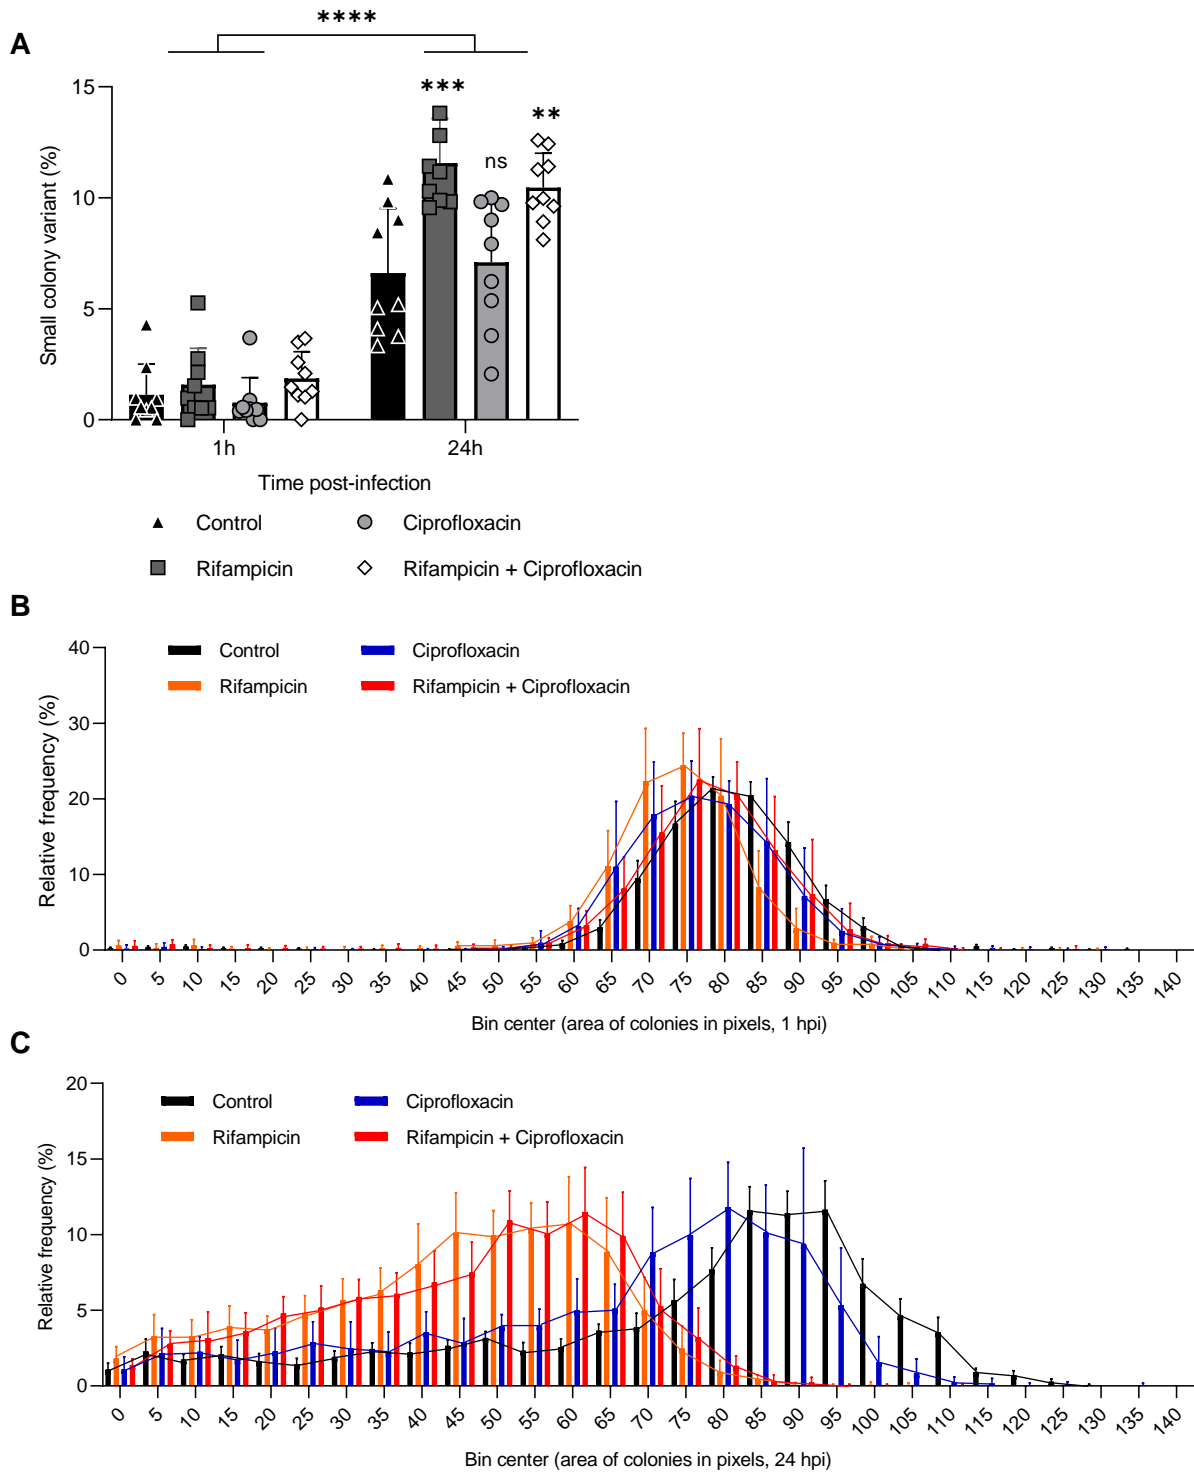 A
****
***
**
ns
Small colony variant (%)
15
10
5
0
1h
24h
Time post-infection
Control
Ciprofloxacin
Rifampicin
Rifampicin + Ciprofloxacin
B
Relative frequency (%)
40
30
20
10
0
Control
Ciprofloxacin
Rifampicin
Rifampicin + Ciprofloxacin
0 5 10 15 20 25 30 35 40 45 50 55 60 70 75 80 85 90 95 100 105 110 115 120 125 130 135 140
Bin center (area of colonies in pixels, 1 hpi)
C
Relative frequency (%)
20
15
10
5
0
Control
Ciprofloxacin
Rifampicin
Rifampicin + Ciprofloxacin
0 5 10 15 20 25 30 35 40 45 50 55 60 65 70 75 80 85 90 100 105 110 115 120 125 130 135 140
Bin center (area of colonies in pixels, 24 hpi)